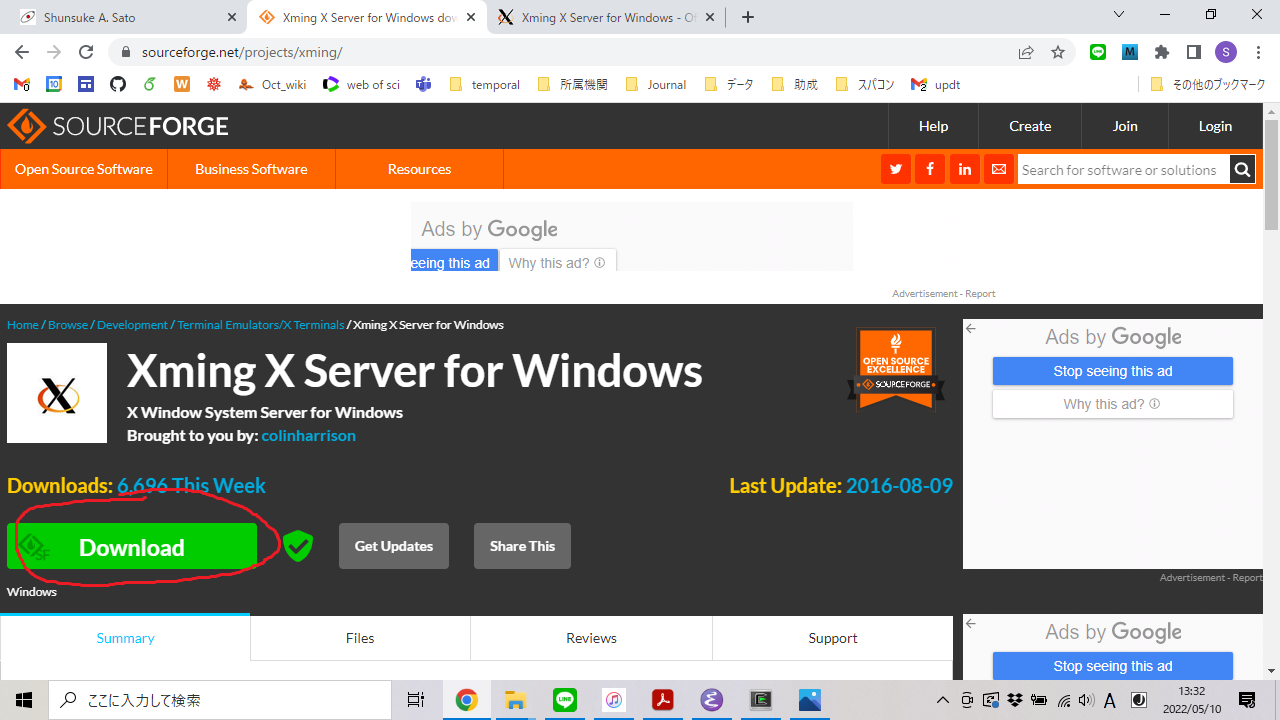 Shunsuke A. Sato
Xming X Server for Windows dow
Xming X Server for Windows - Of
sourceforge.net/projects/xming/
Oct_wiki
web of sci
temporal
所属機関
Journal
データ
助成
スパコン
updt
その他のブックマーク
SOURCEFORGE
Help
Create
Join
Login
Open Source Software
Business Software
Resources
Search for software or solutions
Ads by Google
eeing this ad
Why this ad?
Advertisement - Report
Home / Browse / Development / Terminal Emulators/X Terminals / Xming X Server for Windows
Xming X Server for Windows
X Window System Server for Windows
Brought to you by: colinharrison
OPEN SOURCE
EXCELLENCE
SOURCEFORGE
Ads by Google
Stop seeing this ad
Why this ad?
Downloads: 6,696 This Week
Last Update: 2016-08-09
SF
Download
Get Updates
Share This
Advertisement - Report
Windows
Summary
Files
Reviews
Support
Ads by Google
Stop seeing this ad
ここに入力して検索
A
13:32
2022/05/10